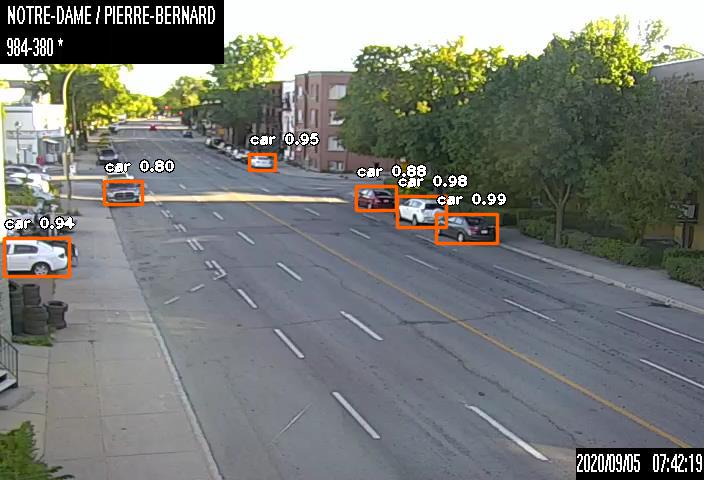 NOTRE-DAME / PIERRE-BERNARD
984-380 *
car 0.95
car 0.80
car 0.88
car 0.98
car 0.99
car 0.94
2020/09/05 07:42:19